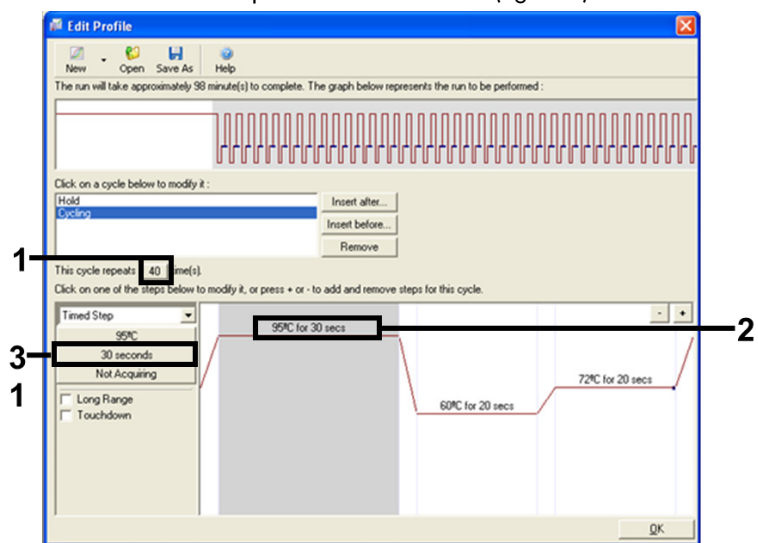 Edit Profile
New Open Save As Help
The run will take approximately 98 minute(s) to complete. The graph below represents the run to be performed :
Click on a cycle below to modify it :
Hold
Cycling
Insert after...
Insert before...
Remove
1
This cycle repeats 40 time(s).
Click on one of the steps below to modify it, or press + or - to add and remove steps for this cycle.
Timed Step
- +
95ºC for 30 secs
2
95ºC
3
30 seconds
Not Acquiring
72ºC for 20 secs
1
Long Range
60ºC for 20 secs
Touchdown
OK